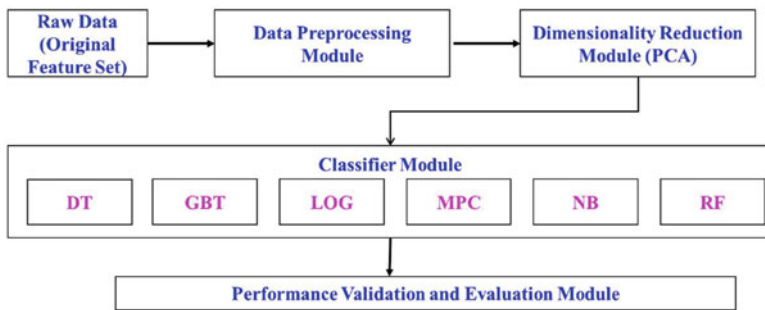 Raw Data
(Original
Feature Set)
Data Preprocessing
Module
Dimensionality Reduction
Module (PCA)
Classifier Module
DT
GBT
LOG
MPC
NB
RF
Performance Validation and Evaluation Module